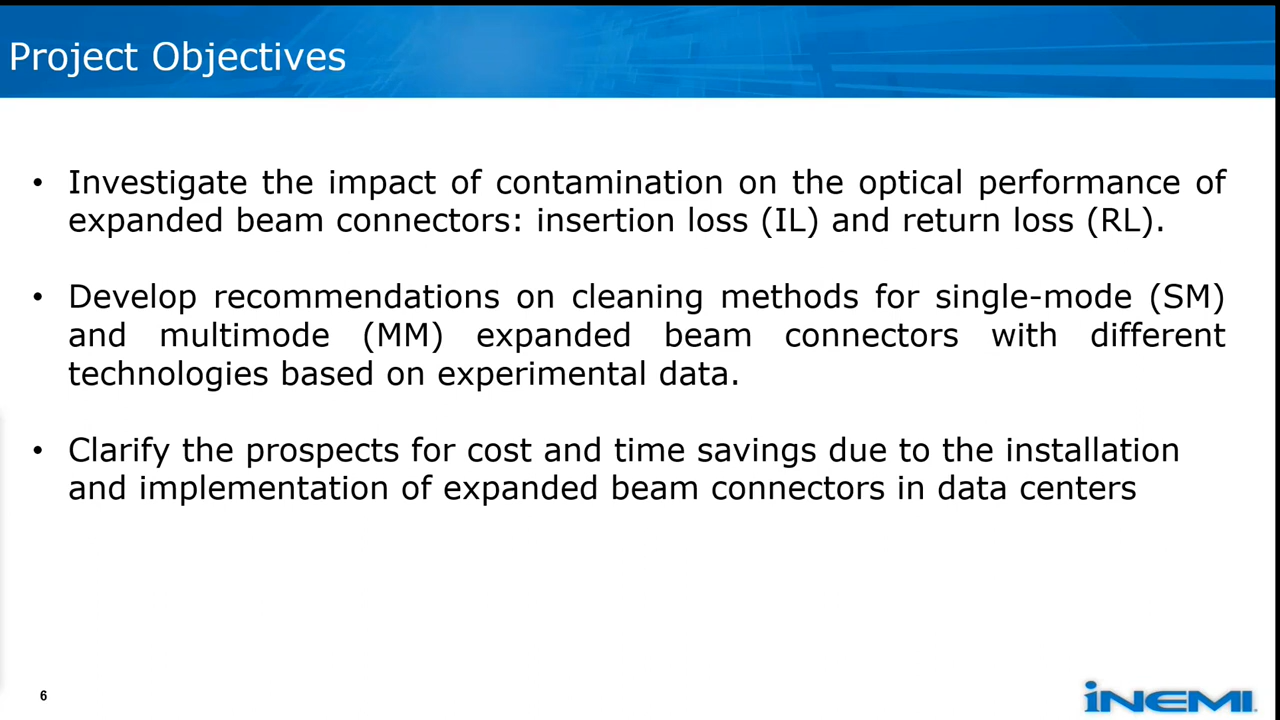 Project Objectives
• Investigate the impact of contamination on the optical performance of
expanded beam connectors: insertion loss (IL) and return loss (RL).
• Develop recommendations on cleaning methods for single-mode (SM)
and multimode (MM) expanded beam connectors with different
technologies based on experimental data.
• Clarify the prospects for cost and time savings due to the installation
and implementation of expanded beam connectors in data centers
6
iNEMI